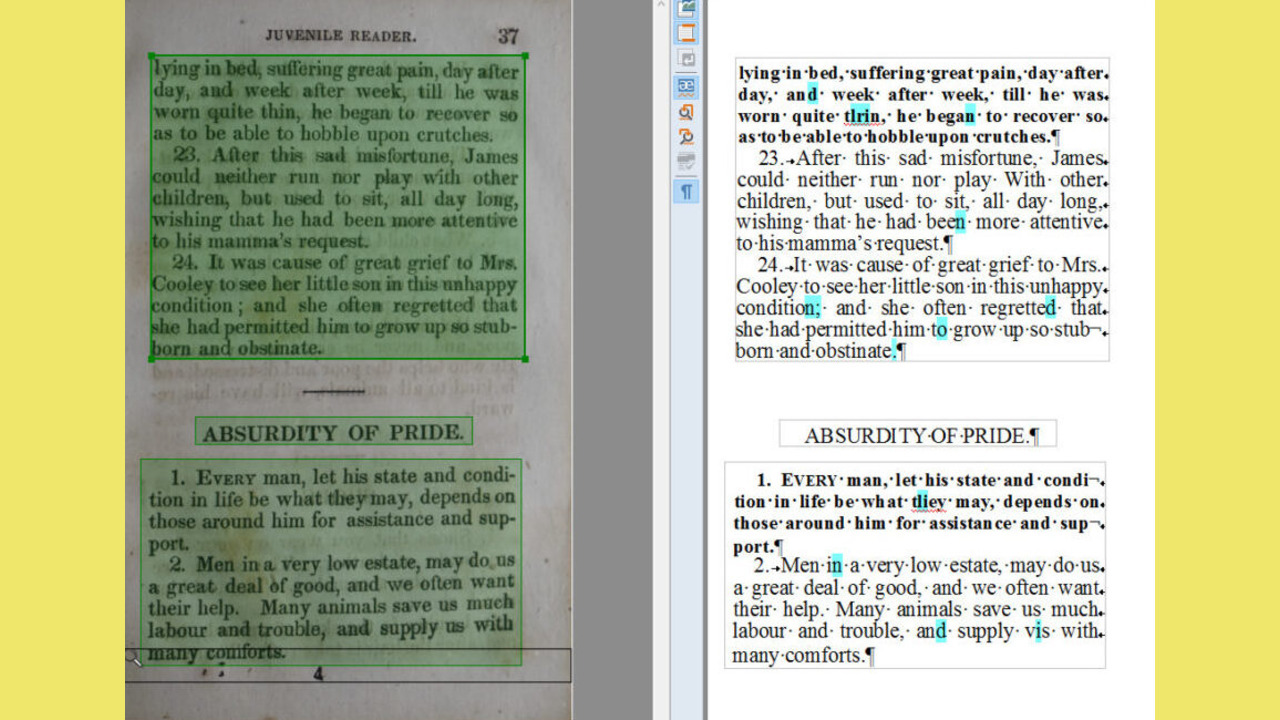 JUVENILE READER. 37
lying in bed, suffering great pain, day after
day, and week after week, till he was
worn quite thin, he began to recover so
as to be able to hobble upon crutches.
23. After this sad misfortune, James
could neither run nor play with other
children, but used to sit, all day long,
wishing that he had been more attentive
to his mamma's request.
24. It was cause of great grief to Mrs.
Cooley to see her little son in this unhappy
condition; and she often regretted that
she had permitted him to grow up so stub-
born and obstinate.
ABSURDITY OF PRIDE.
1. EVERY man, let his state and condi-
tion in life be what they may, depends on
those around him for assistance and sup-
port.
2. Men in a very low estate, may do us
a great deal of good, and we often want
their help. Many animals save us much
labour and trouble, and supply us with
many comforts.
4
lying in bed, suffering great pain, day after
day, and week after week, till he was
worn quite tlrin, he began to recover so
as to be able to hobble upon crutches.¶
23. After this sad misfortune, James
could neither run nor play With other
children, but used to sit, all day long,
wishing that he had been more attentive
to his mamma's request.¶
24. It was cause of great grief to Mrs.
Cooley to see her little son in this unhappy
condition; and she often regretted that
she had permitted him to grow up so stub¬
born and obstinate.¶
ABSURDITY OF PRIDE.¶
1. EVERY man, let his state and condi¬
tion in life be what tliey may, depends on
those around him for assistance and sup¬
port.¶
2. Men in a very low estate, may do us
a great deal of good, and we often want
their help. Many animals save us much
labour and trouble, and supply vis with
many comforts.¶